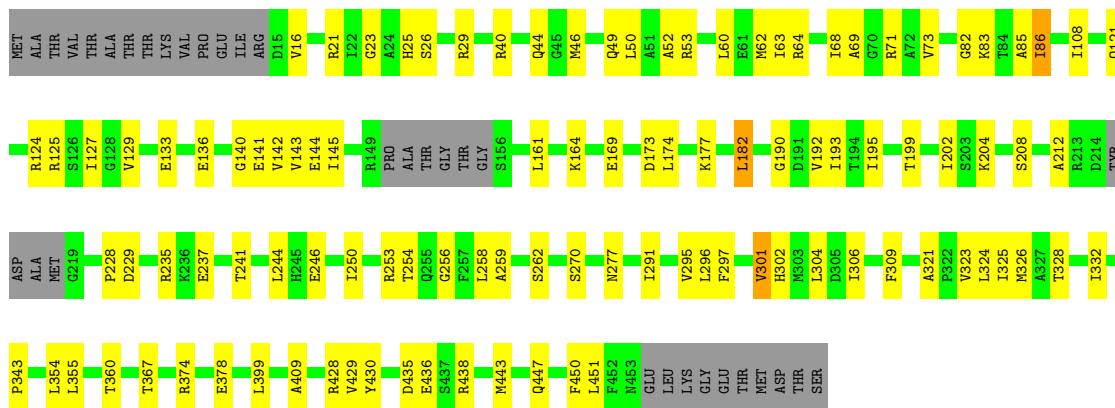 MET ALA THR VAL THR ALA THR THR LYS VAL PRO GLU ILE ARG D15 V16 R21 I22 G23 A24 H25 S26 R29 R40 Q44 G45 M46 Q49 L50 A51 A52 R53 L60 E61 M62 I63 R64 I68 A69 G70 R71 A72 V73 G82 K83 T84 A85 I86 I108
R124 R125 S126 I127 G128 V129 E133 E136 G140 E141 V142 V143 E144 I145 R149 PRO ALA THR GLY THR GLY S156 L161 K164 E169 D173 L174 K177 L182 G190 D191 V192 I193 T194 I195 T199 I202 S203 K204 S208 A212 R213 D214 TYR
ASP ALA MET G219 P228 D229 R235 K236 E237 T241 L244 H245 E246 I250 R253 T254 Q255 G256 F257 L258 A259 S262 S270 N277 I291 V295 L296 F297 V301 H302 M303 L304 D305 I306 F309 A321 P322 V323 L324 I325 M326 A327 T328 I332
P343 L354 L355 T360 T367 R374 E378 L399 A409 R428 V429 Y430 D435 E436 S437 R438 M443 Q447 F450 L451 F452 N453 GLU LEU LYS GLY GLU THR MET ASP THR SER